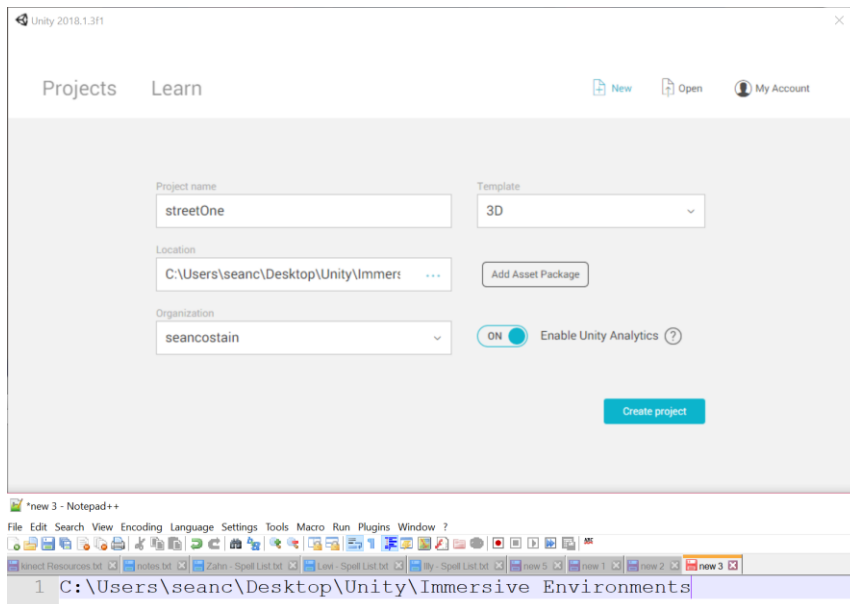 Unity 2018.1.3f1
Projects Learn New Open My Account
Project name Template
streetOne 3D
Location
C:\Users\seanc\Desktop\Unity\Immers ... Add Asset Package
Organization
seancostain ON Enable Unity Analytics ?
Create project
*new 3 - Notepad++
File Edit Search View Encoding Language Settings Tools Macro Run Plugins Window ?
kinect Resources.txt notes.txt Zahn - Spell List.txt Levi - Spell List.txt Illy - Spell List.txt new 5 new 1 new 2 new 3
1 C:\Users\seanc\Desktop\Unity\Immersive Environments